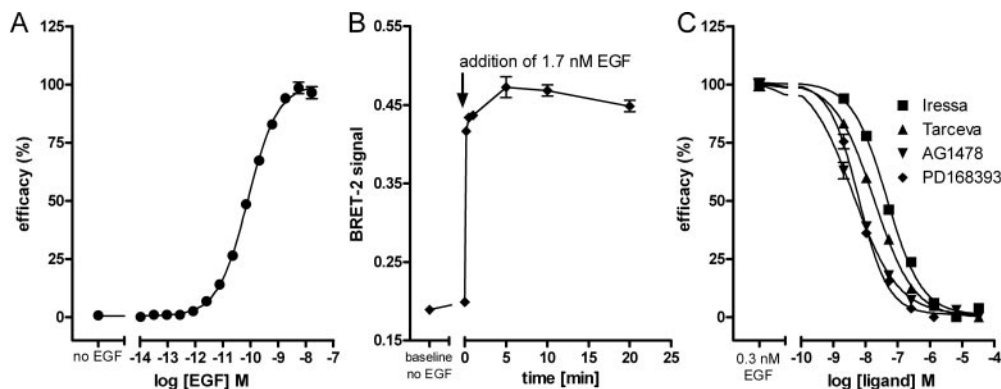 A
efficacy (%)
125
100
75
50
25
0
no EGF
-14 -13 -12 -11 -10 -9 -8 -7
log [EGF] M
B
addition of 1.7 nM EGF
BRET-2 signal
0.55
0.45
0.35
0.25
0.15
baseline
no EGF
0 5 10 15 20 25
time [min]
C
efficacy (%)
125
100
75
50
25
0
Iressa
Tarceva
AG1478
PD168393
0.3 nM
EGF
-10 -9 -8 -7 -6 -5 -4
log [ligand] M